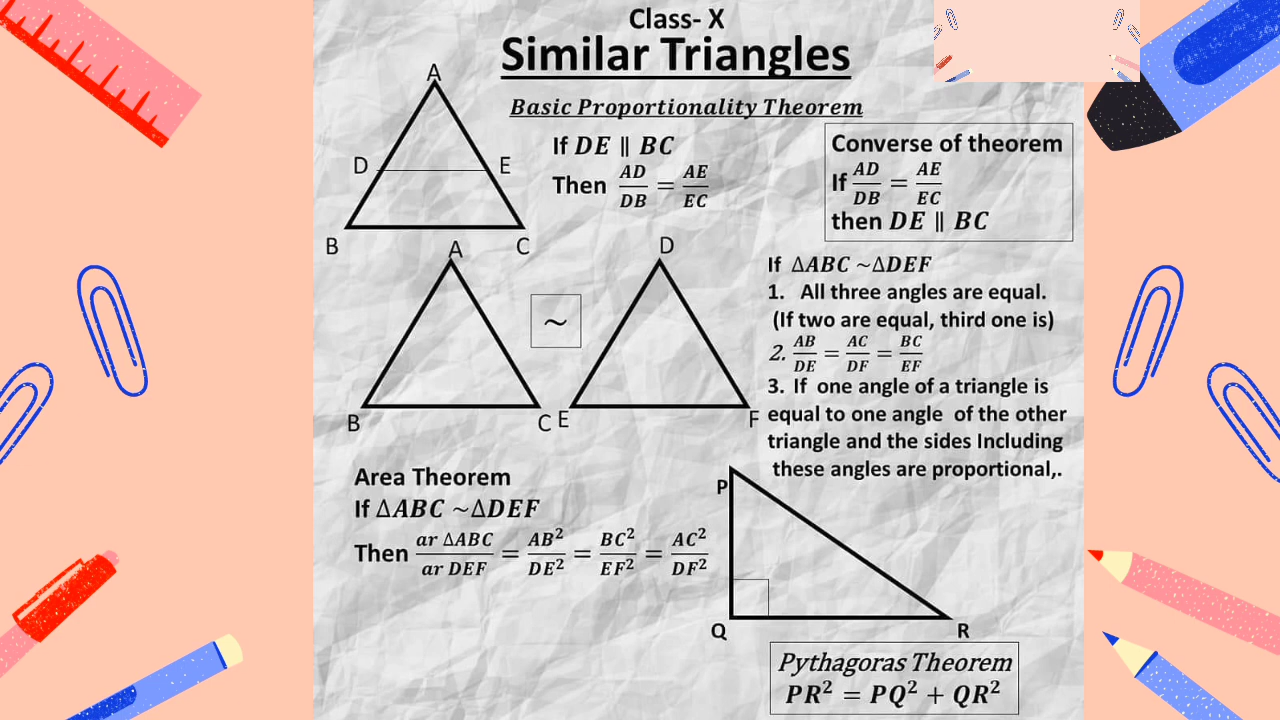 Class- X
Similar Triangles
Basic Proportionality Theorem
A
D E
B C
If DE ∥ BC
Then AD/DB = AE/EC
Converse of theorem
If AD/DB = AE/EC
then DE ∥ BC
A
B C
~
D
E F
If ΔABC ~ΔDEF
1. All three angles are equal.
(If two are equal, third one is)
2. AB/DE = AC/DF = BC/EF
3. If one angle of a triangle is
equal to one angle of the other
triangle and the sides Including
these angles are proportional,.
Area Theorem
If ΔABC ~ΔDEF
Then ar ΔABC/ar DEF = AB²/DE² = BC²/EF² = AC²/DF²
P
Q R
Pythagoras Theorem
PR² = PQ² + QR²